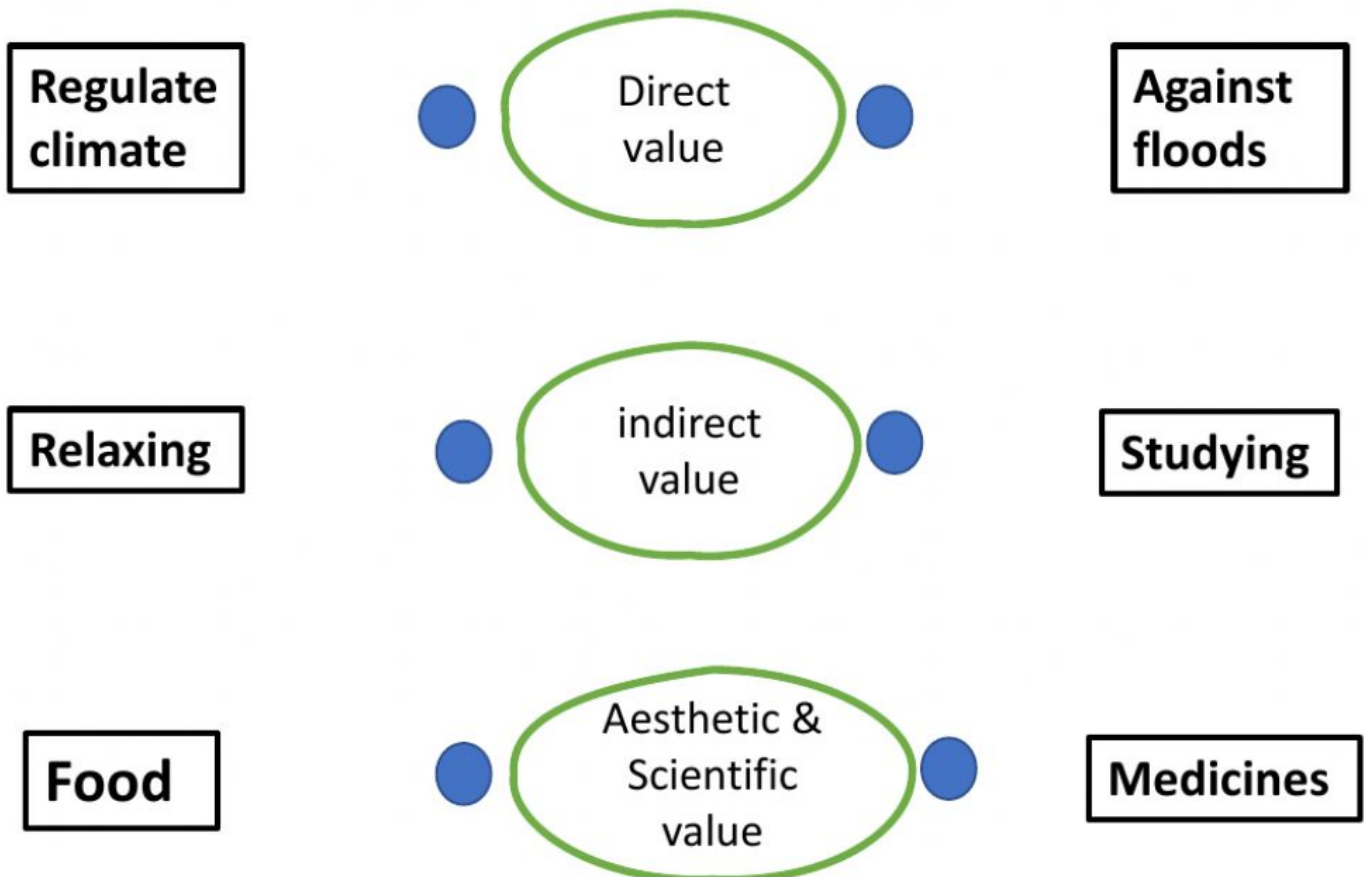 Regulate
climate
Direct
value
Against
floods
Relaxing
indirect
value
Studying
Food
Aesthetic &
Scientific
value
Medicines